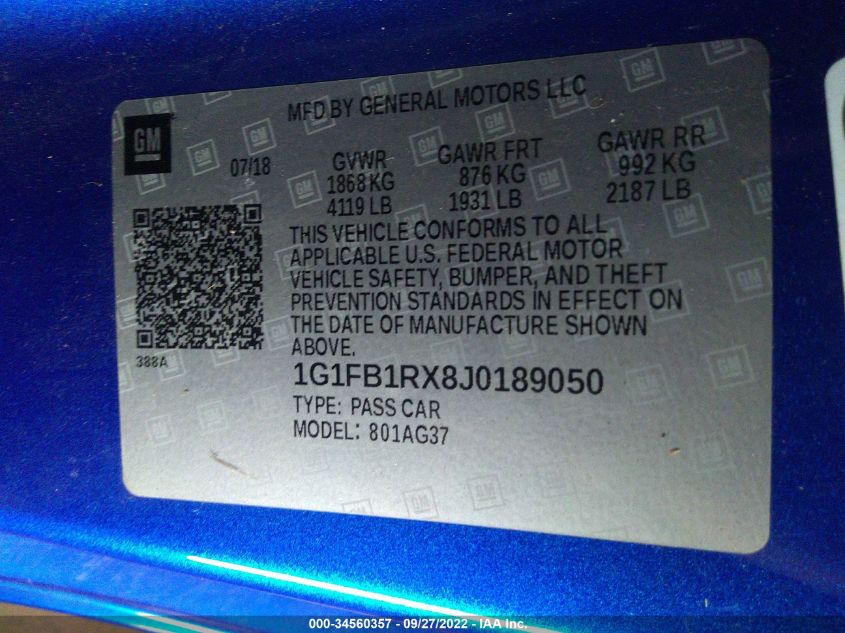 MFD BY GENERAL MOTORS LLC
GM
07/18
GVWR GAWR FRT GAWR RR
1868 KG 876 KG 992 KG
4119 LB 1931 LB 2187 LB
THIS VEHICLE CONFORMS TO ALL
APPLICABLE U.S. FEDERAL MOTOR
VEHICLE SAFETY, BUMPER, AND THEFT
PREVENTION STANDARDS IN EFFECT ON
THE DATE OF MANUFACTURE SHOWN
ABOVE.
388A
1G1FB1RX8J0189050
TYPE: PASS CAR
MODEL: 801AG37
000-34560357 - 09/27/2022 - IAA Inc.